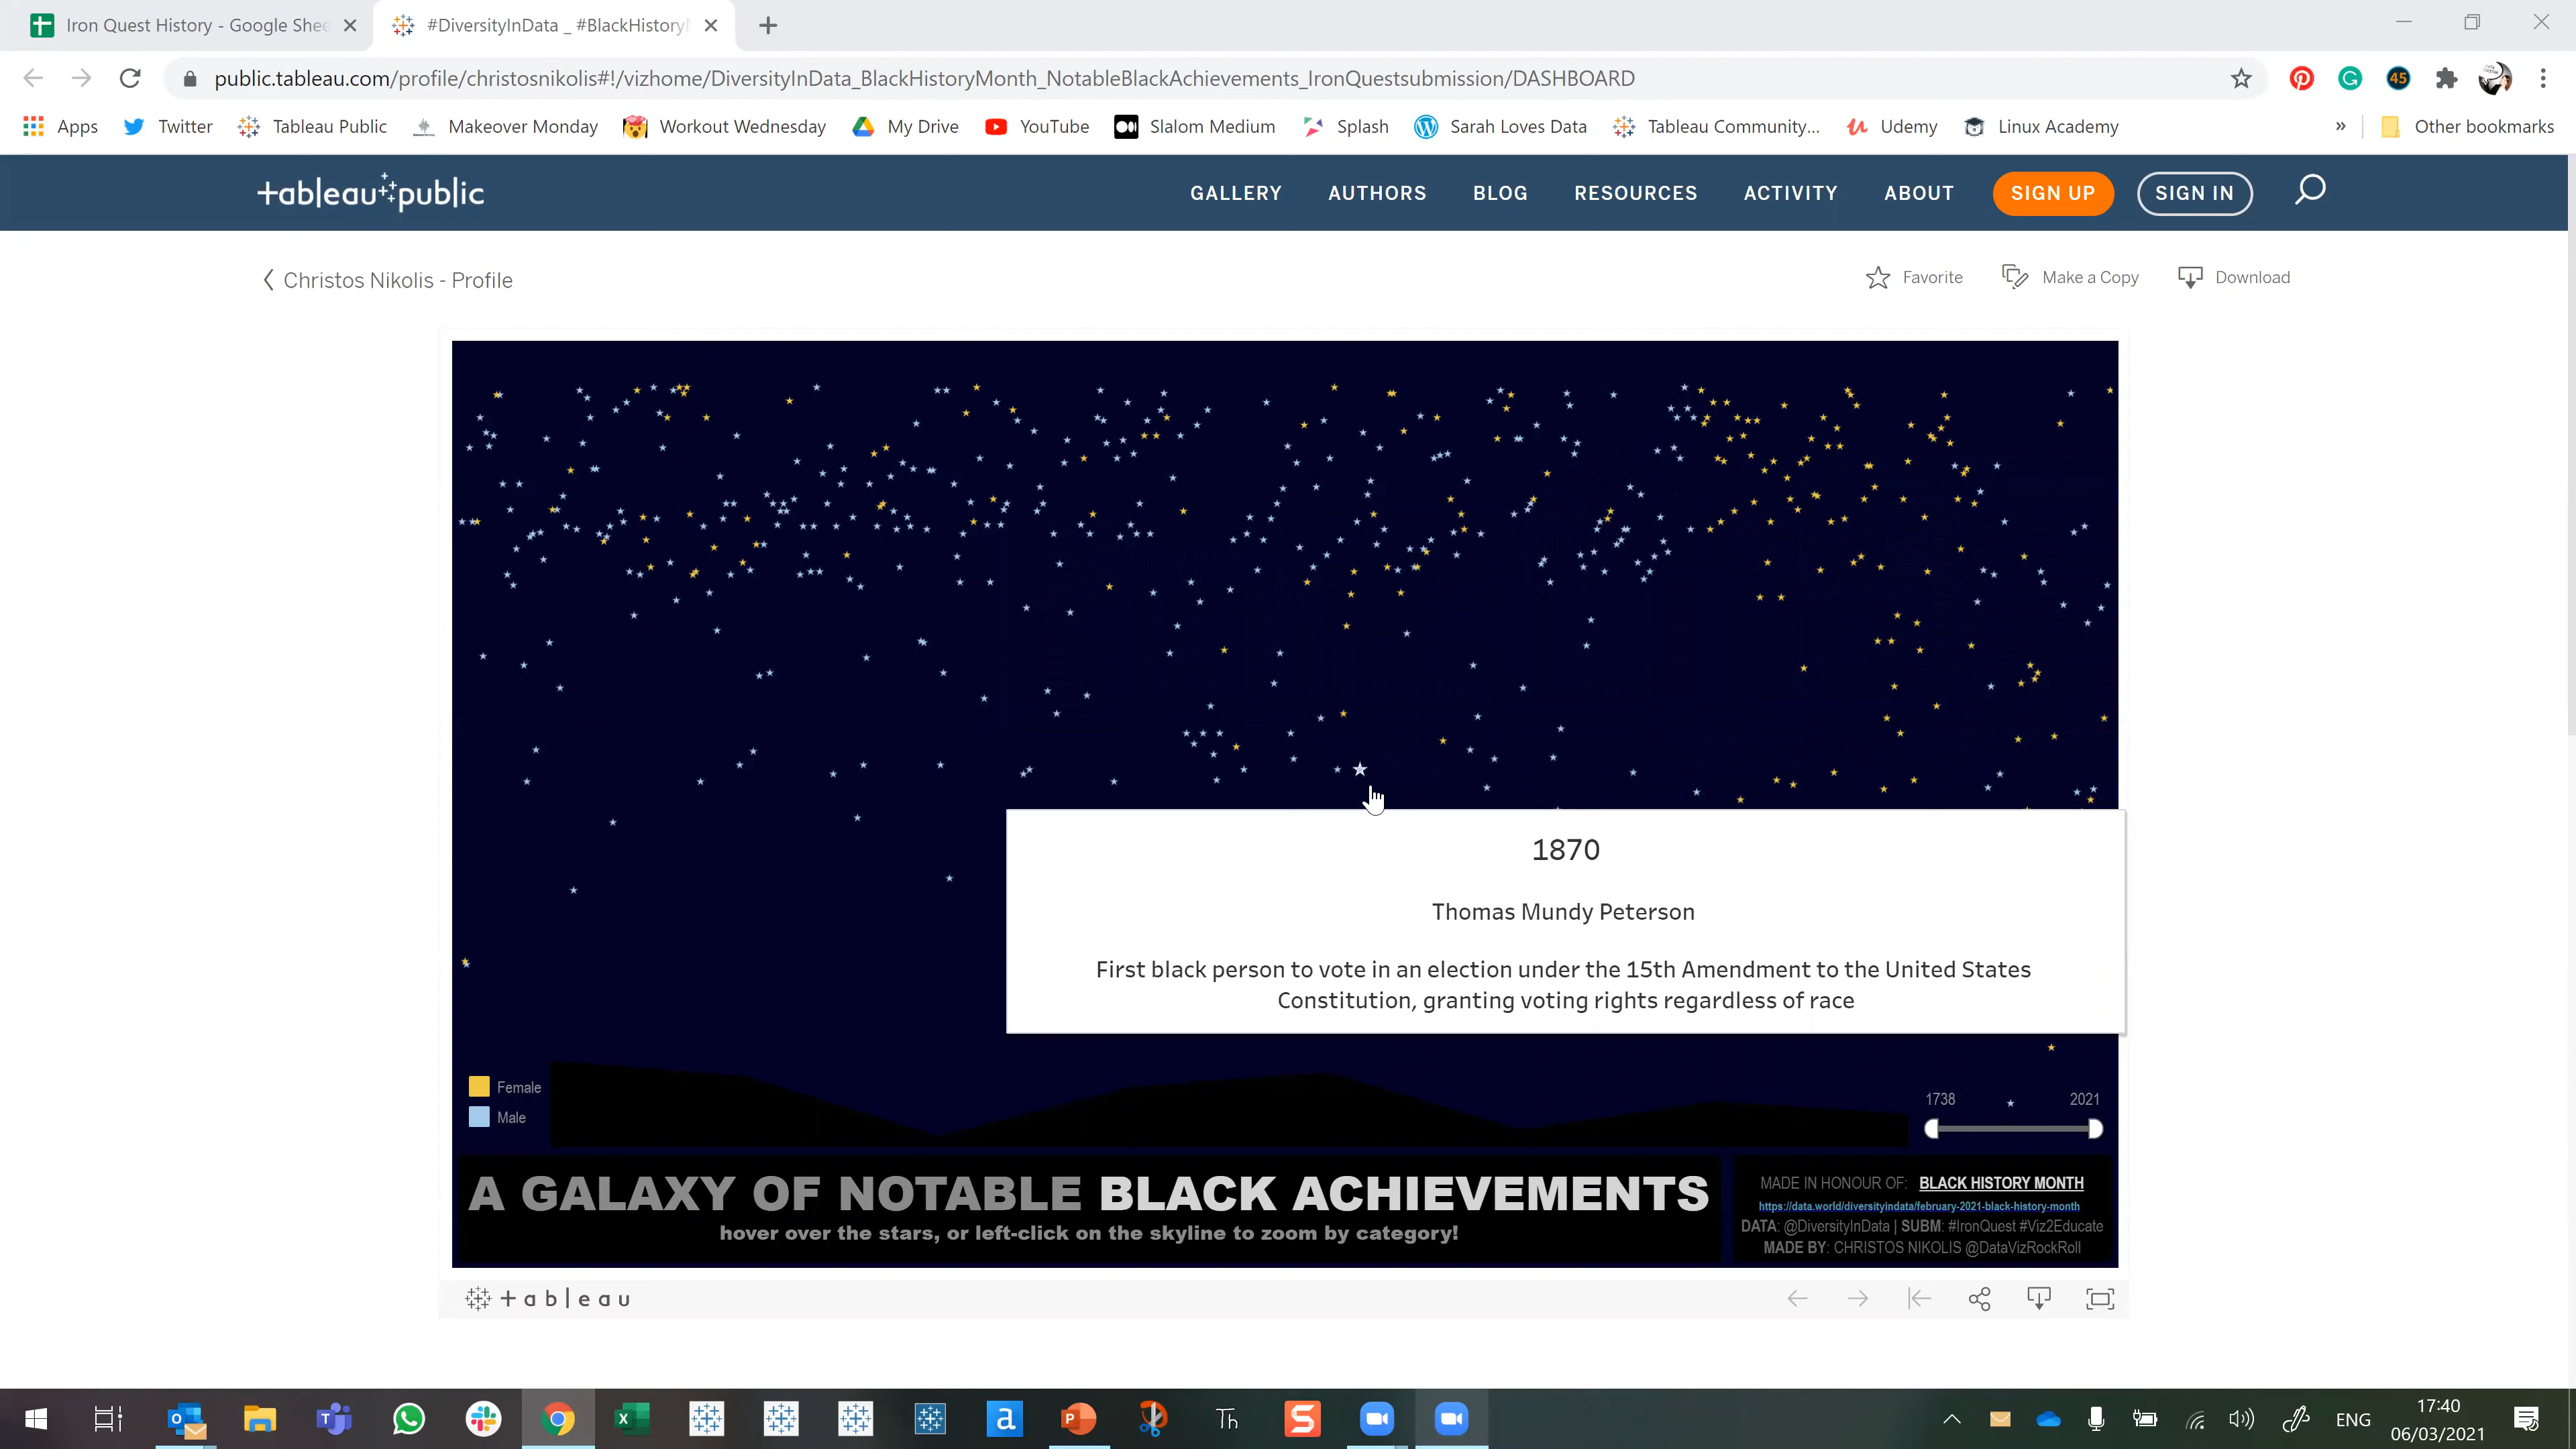 Iron Quest History - Google Shee
#DiversityInData _ #BlackHistoryM
public.tableau.com/profile/christosnikolis#!/vizhome/DiversityInData_BlackHistoryMonth_NotableBlackAchievements_IronQuestsubmission/DASHBOARD
45
Apps Twitter Tableau Public Makeover Monday Workout Wednesday My Drive YouTube Slalom Medium Splash Sarah Loves Data Tableau Community... Udemy Linux Academy » Other bookmarks
+ableau public GALLERY AUTHORS BLOG RESOURCES ACTIVITY ABOUT SIGN UP SIGN IN
Christos Nikolis - Profile Favorite Make a Copy Download
1870
Thomas Mundy Peterson
First black person to vote in an election under the 15th Amendment to the United States
Constitution, granting voting rights regardless of race
Female
Male
1738 2021
A GALAXY OF NOTABLE BLACK ACHIEVEMENTS
hover over the stars, or left-click on the skyline to zoom by category!
MADE IN HONOUR OF: BLACK HISTORY MONTH
https://data.world/diversityindata/february-2021-black-history-month
DATA: @DiversityInData | SUBM: #IronQuest #Viz2Educate
MADE BY: CHRISTOS NIKOLIS @DataVizRockRoll
+ableau
Th
ENG
17:40
06/03/2021